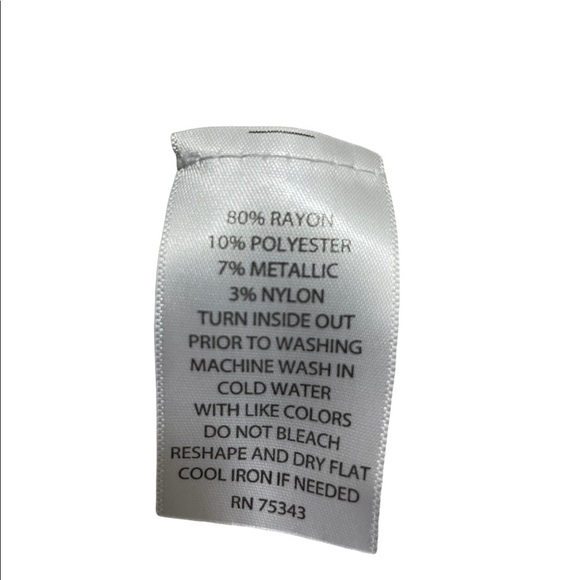 80% RAYON
10% POLYESTER
7% METALLIC
3% NYLON
TURN INSIDE OUT
PRIOR TO WASHING
MACHINE WASH IN
COLD WATER
WITH LIKE COLORS
DO NOT BLEACH
RESHAPE AND DRY FLAT
COOL IRON IF NEEDED
RN 75343